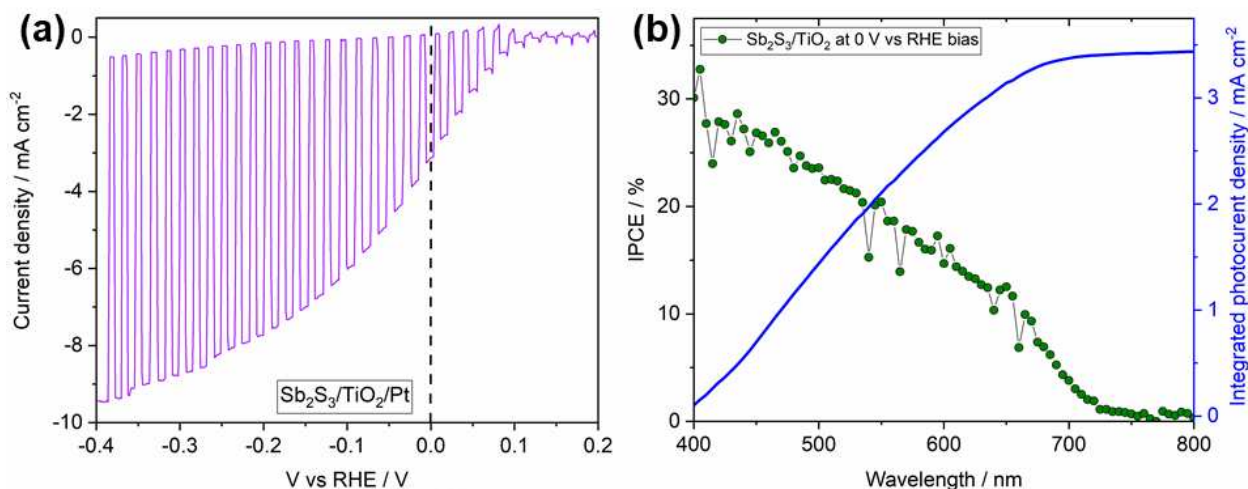 (a)
0
-2
-4
-6
-8
-10
Current density / mA cm⁻²
-0.4 -0.3 -0.2 -0.1 0.0 0.1 0.2
V vs RHE / V
Sb₂S₃/TiO₂/Pt
(b)
Sb₂S₃/TiO₂ at 0 V vs RHE bias
30
20
10
0
IPCE / %
400 500 600 700 800
Wavelength / nm
3
2
1
0
Integrated photocurent density / mA cm⁻²